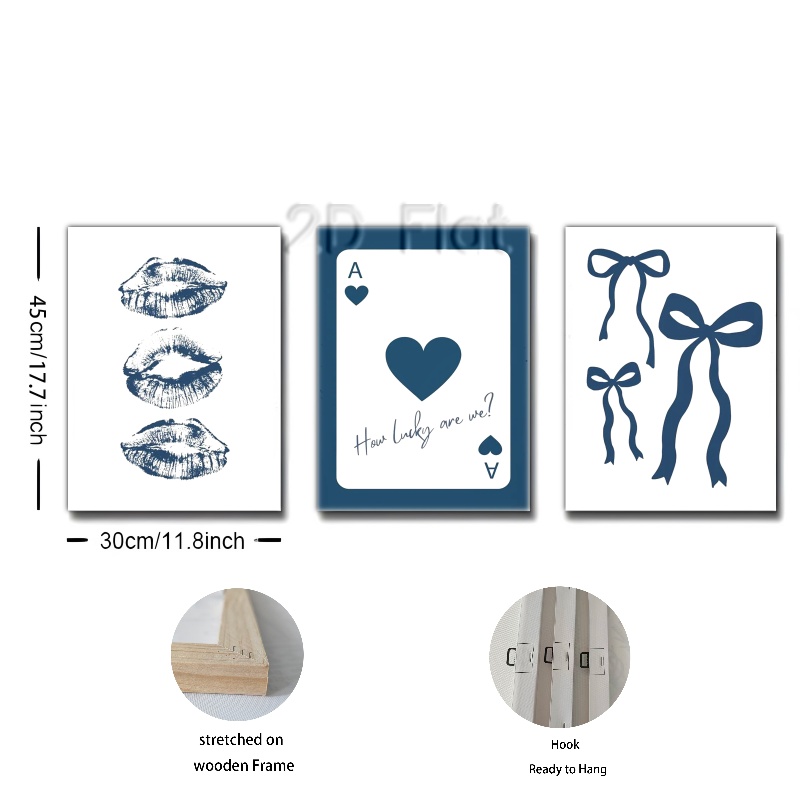 2D Flat
A
How Lucky are we?
A
45cm/17.7inch
30cm/11.8inch
stretched on
wooden Frame
Hook
Ready to Hang